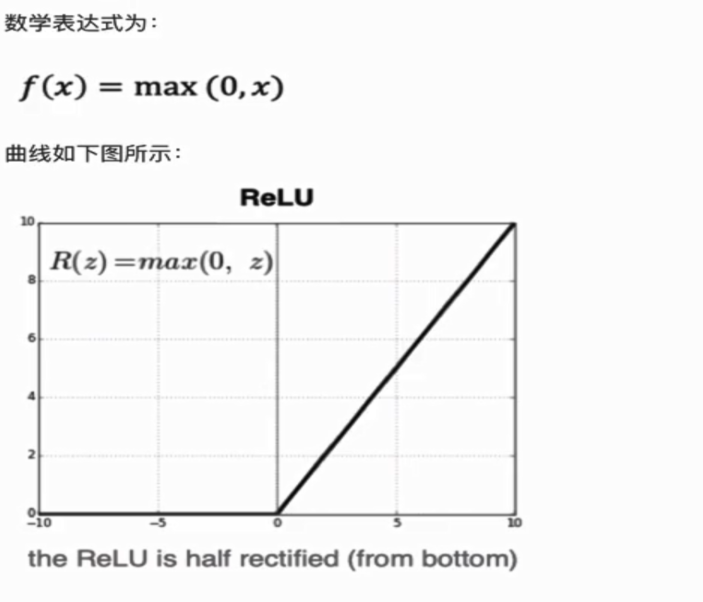 数学表达式为：
f(x) = max (0, x)
曲线如下图所示：
ReLU
R(z)=max(0, z)
10
8
6
4
2
0
-10 -5 0 5 10
the ReLU is half rectified (from bottom)